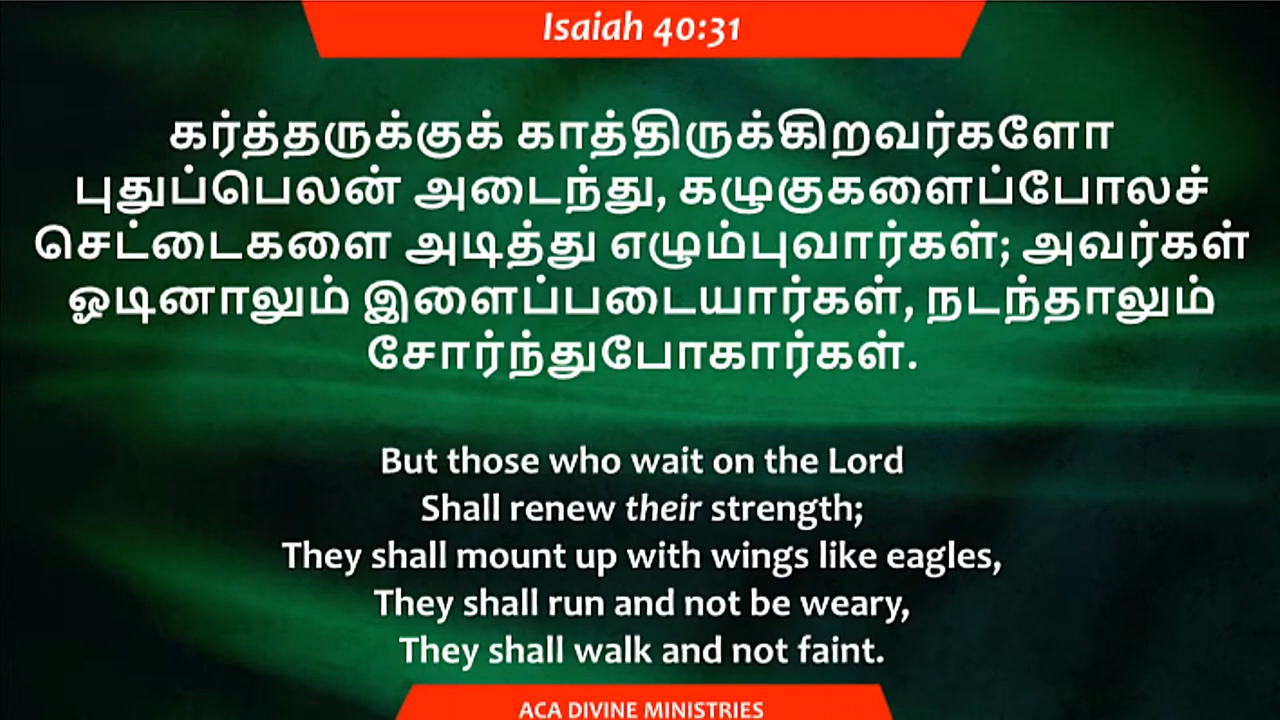 Isaiah 40:31
கர்த்தருக்குக் காத்திருக்கிறவர்களோ
புதுப்பெலன் அடைந்து, கழுகுகளைப்போலச்
செட்டைகளை அடித்து எழும்புவார்கள்; அவர்கள்
ஓடினாலும் இளைப்படையார்கள், நடந்தாலும்
சோர்ந்துபோகார்கள்.
But those who wait on the Lord
Shall renew their strength;
They shall mount up with wings like eagles,
They shall run and not be weary,
They shall walk and not faint.
ACA DIVINE MINISTRIES